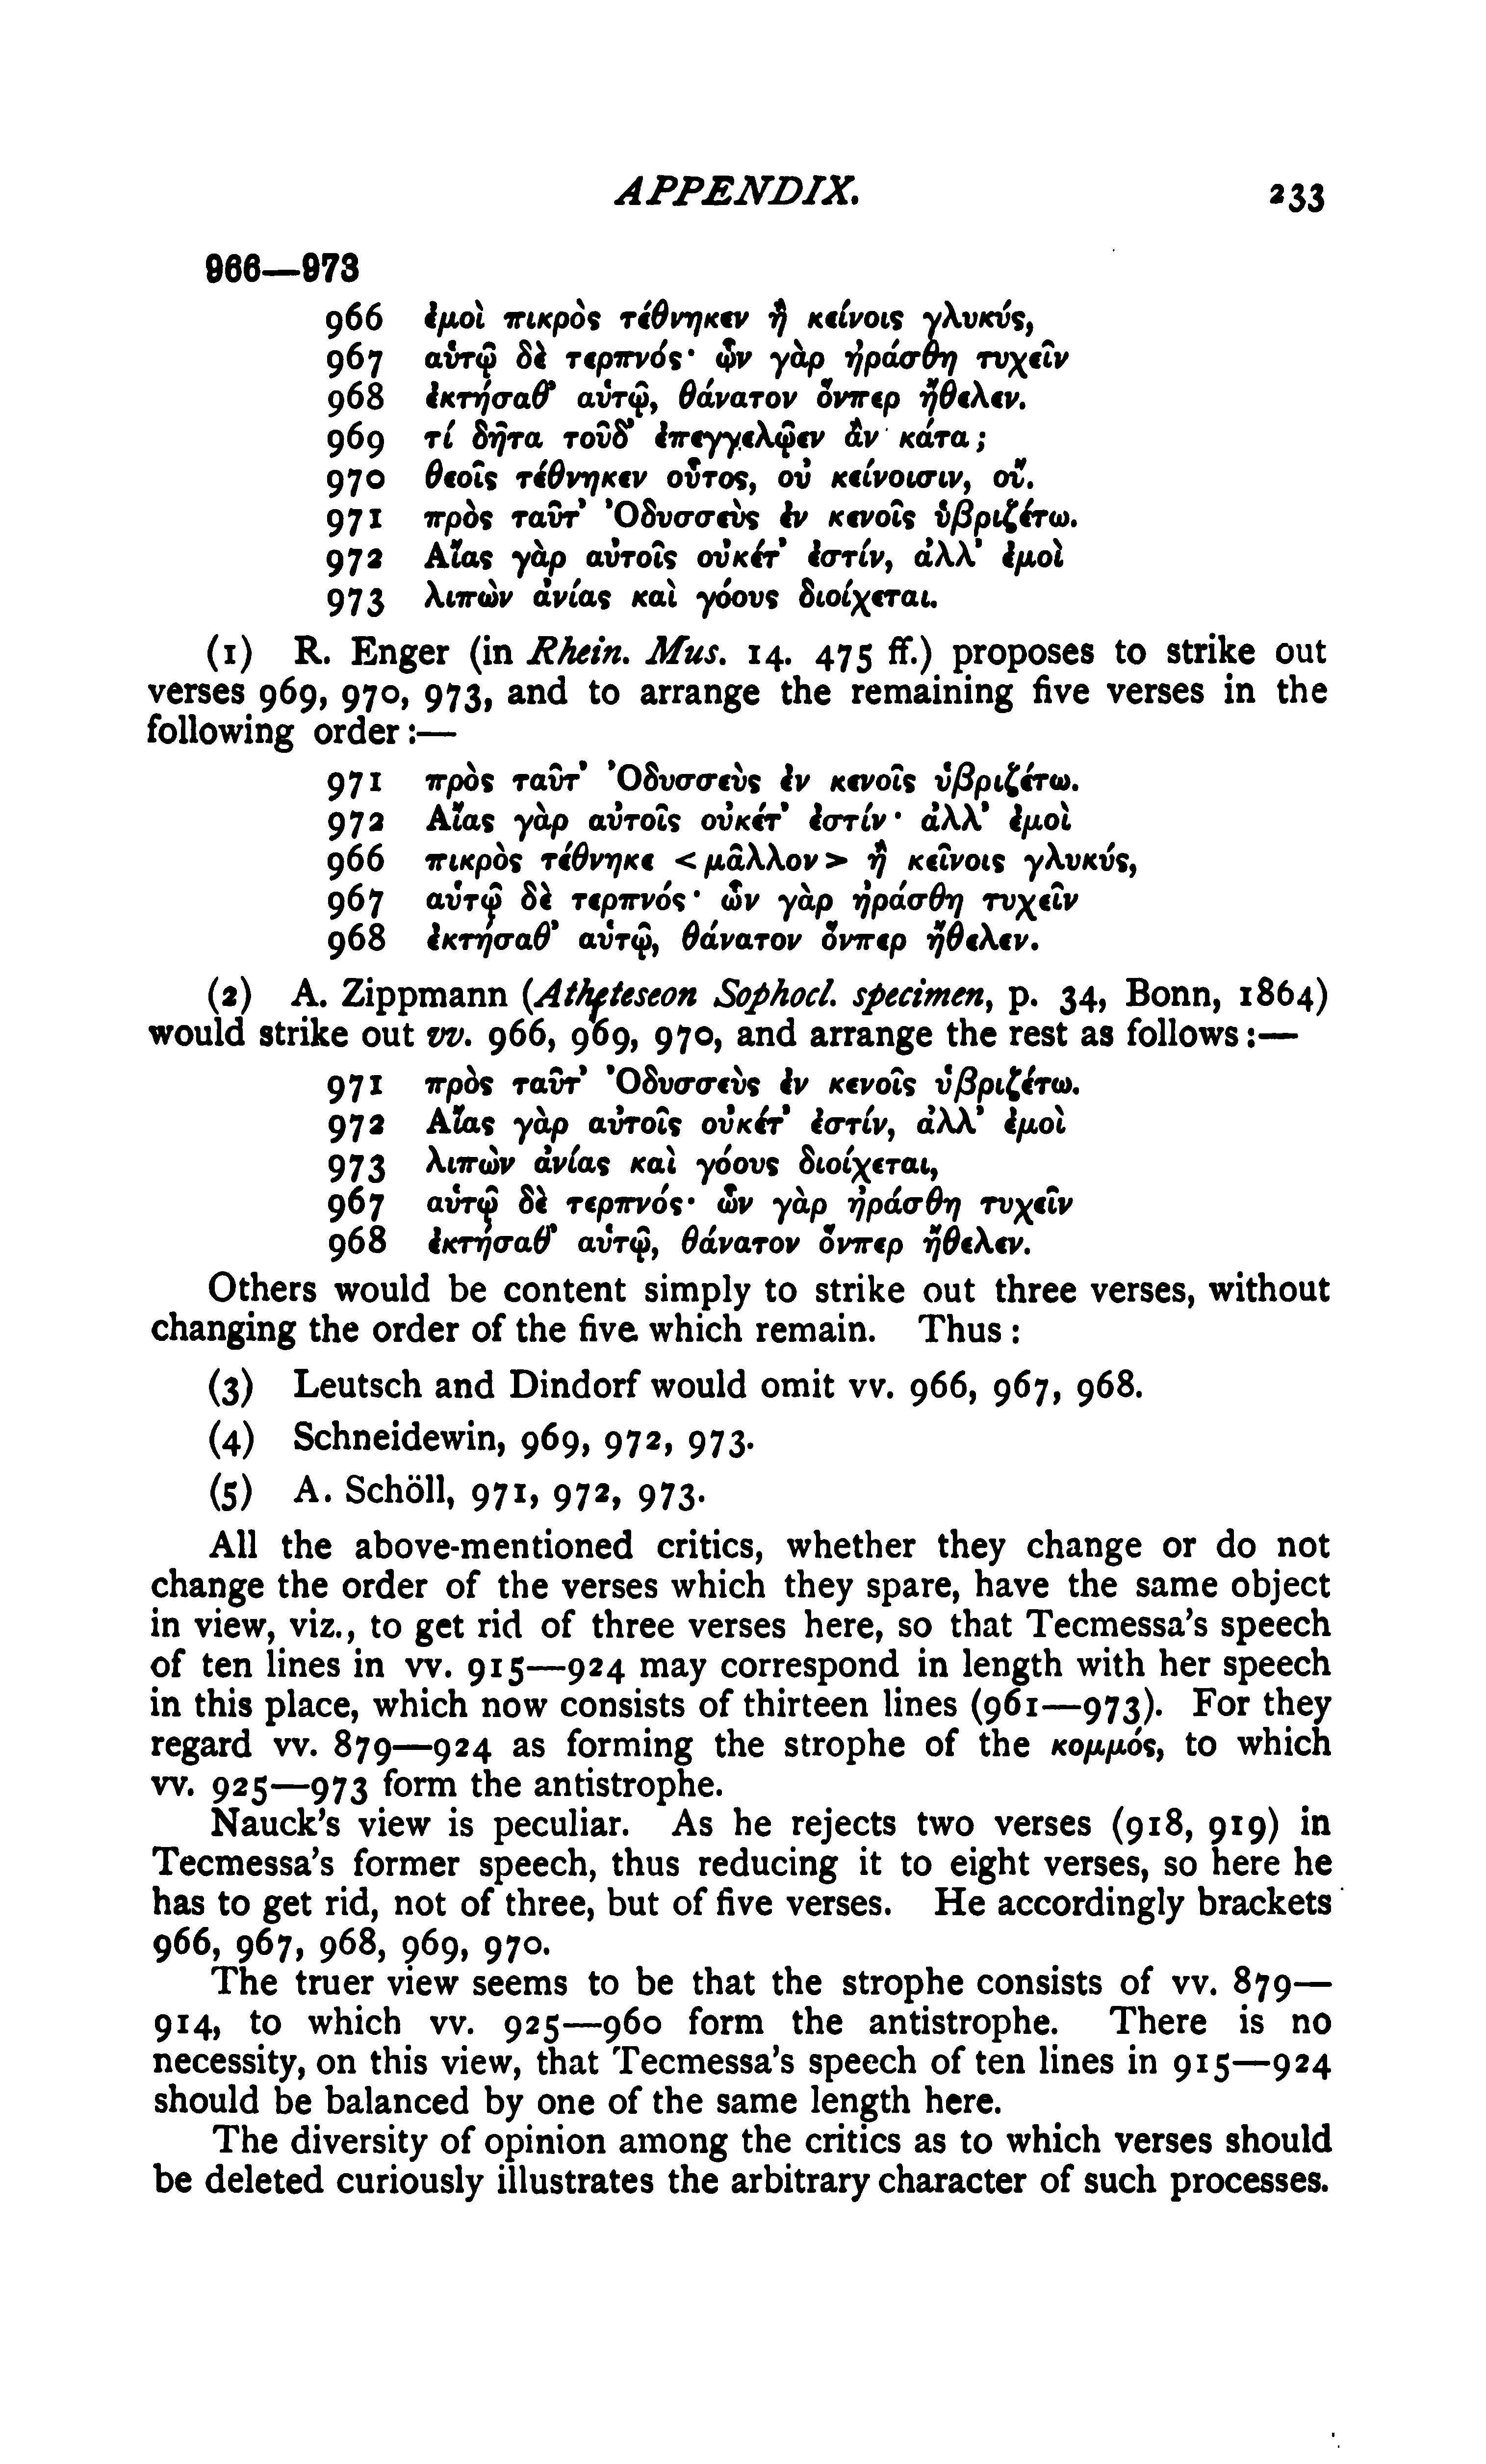 APPENDIX. 233
966—973
966 ἐμοὶ πικρὸς τέθνηκεν ἢ κείνοις γλυκύς,
967 αὑτῷ δὲ τερπνός· ὧν γὰρ ἠράσθη τυχεῖν
968 ἐκτήσαθ' αὑτῷ, θάνατον ὅνπερ ἤθελεν.
969 τί δῆτα τοῦδ' ἐπεγγελῷεν ἂν κάτα;
970 θεοῖς τέθνηκεν οὗτος, οὐ κείνοισιν, οὔ.
971 πρὸς ταῦτ' Ὀδυσσεὺς ἐν κενοῖς ὑβριζέτω.
972 Αἴας γὰρ αὐτοῖς οὐκέτ' ἐστίν, ἀλλ' ἐμοὶ
973 λιπὼν ἀνίας καὶ γόους διοίχεται.
(1) R. Enger (in Rhein. Mus. 14. 475 ff.) proposes to strike out
verses 969, 970, 973, and to arrange the remaining five verses in the
following order:—
971 πρὸς ταῦτ' Ὀδυσσεὺς ἐν κενοῖς ὑβριζέτω.
972 Αἴας γὰρ αὐτοῖς οὐκέτ' ἐστίν· ἀλλ' ἐμοὶ
966 πικρὸς τέθνηκε <μᾶλλον> ἢ κεῖνοις γλυκύς,
967 αὑτῷ δὲ τερπνός· ὧν γὰρ ἠράσθη τυχεῖν
968 ἐκτήσαθ' αὑτῷ, θάνατον ὅνπερ ἤθελεν.
(2) A. Zippmann (Atheteseon Sophocl. specimen, p. 34, Bonn, 1864)
would strike out vv. 966, 969, 970, and arrange the rest as follows:—
971 πρὸς ταῦτ' Ὀδυσσεὺς ἐν κενοῖς ὑβριζέτω.
972 Αἴας γὰρ αὐτοῖς οὐκέτ' ἐστίν, ἀλλ' ἐμοὶ
973 λιπὼν ἀνίας καὶ γόους διοίχεται,
967 αὑτῷ δὲ τερπνός· ὧν γὰρ ἠράσθη τυχεῖν
968 ἐκτήσαθ' αὑτῷ, θάνατον ὅνπερ ἤθελεν.
Others would be content simply to strike out three verses, without
changing the order of the five which remain. Thus:
(3) Leutsch and Dindorf would omit vv. 966, 967, 968.
(4) Schneidewin, 969, 972, 973.
(5) A. Schöll, 971, 972, 973.
All the above-mentioned critics, whether they change or do not
change the order of the verses which they spare, have the same object
in view, viz., to get rid of three verses here, so that Tecmessa's speech
of ten lines in vv. 915—924 may correspond in length with her speech
in this place, which now consists of thirteen lines (961—973). For they
regard vv. 879—924 as forming the strophe of the κομμός, to which
vv. 925—973 form the antistrophe.
Nauck's view is peculiar. As he rejects two verses (918, 919) in
Tecmessa's former speech, thus reducing it to eight verses, so here he
has to get rid, not of three, but of five verses. He accordingly brackets
966, 967, 968, 969, 970.
The truer view seems to be that the strophe consists of vv. 879—
914, to which vv. 925—960 form the antistrophe. There is no
necessity, on this view, that Tecmessa's speech of ten lines in 915—924
should be balanced by one of the same length here.
The diversity of opinion among the critics as to which verses should
be deleted curiously illustrates the arbitrary character of such processes.